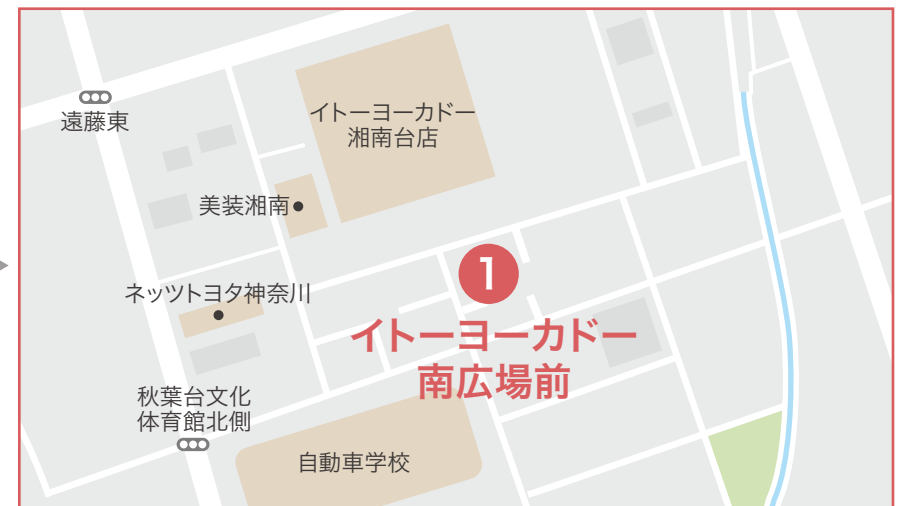 遠藤東
イトーヨーカドー
湘南台店
美装湘南
ネッツトヨタ神奈川
1
イトーヨーカドー
南広場前
秋葉台文化
体育館北側
自動車学校